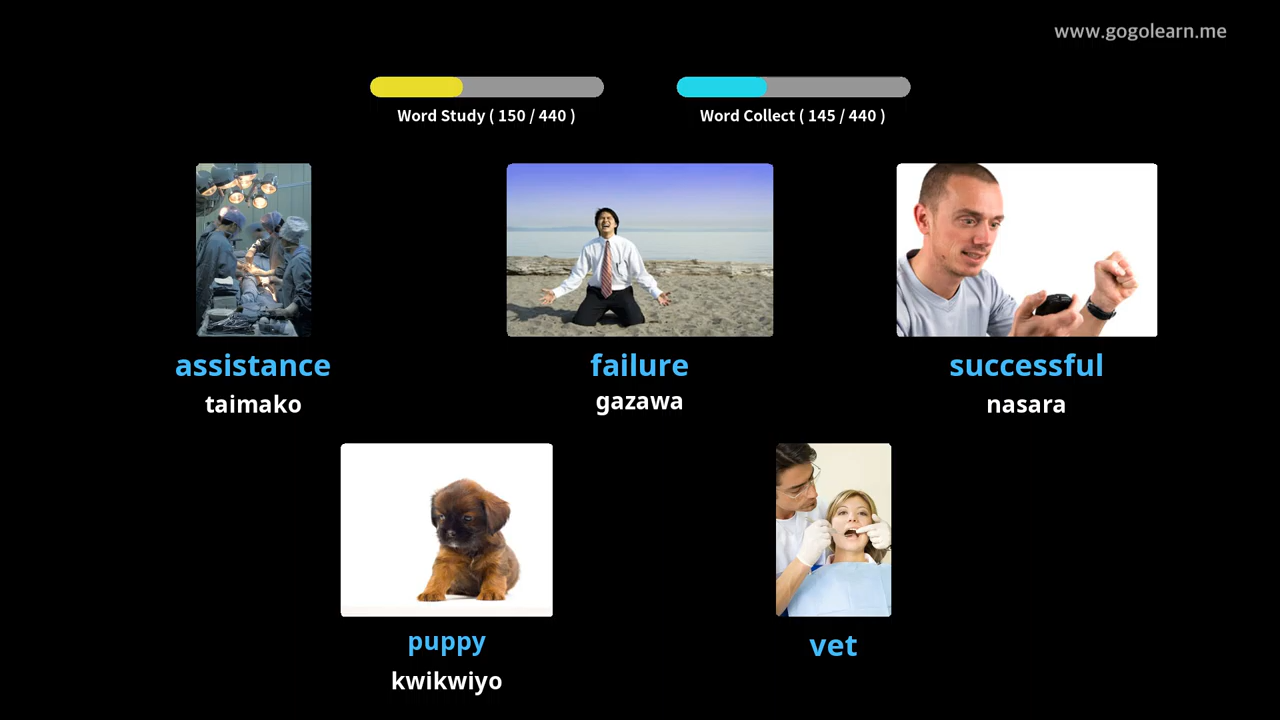 www.gogolearn.me
Word Study ( 150 / 440 )
Word Collect ( 145 / 440 )
assistance
taimako
failure
gazawa
successful
nasara
puppy
kwikwiyo
vet